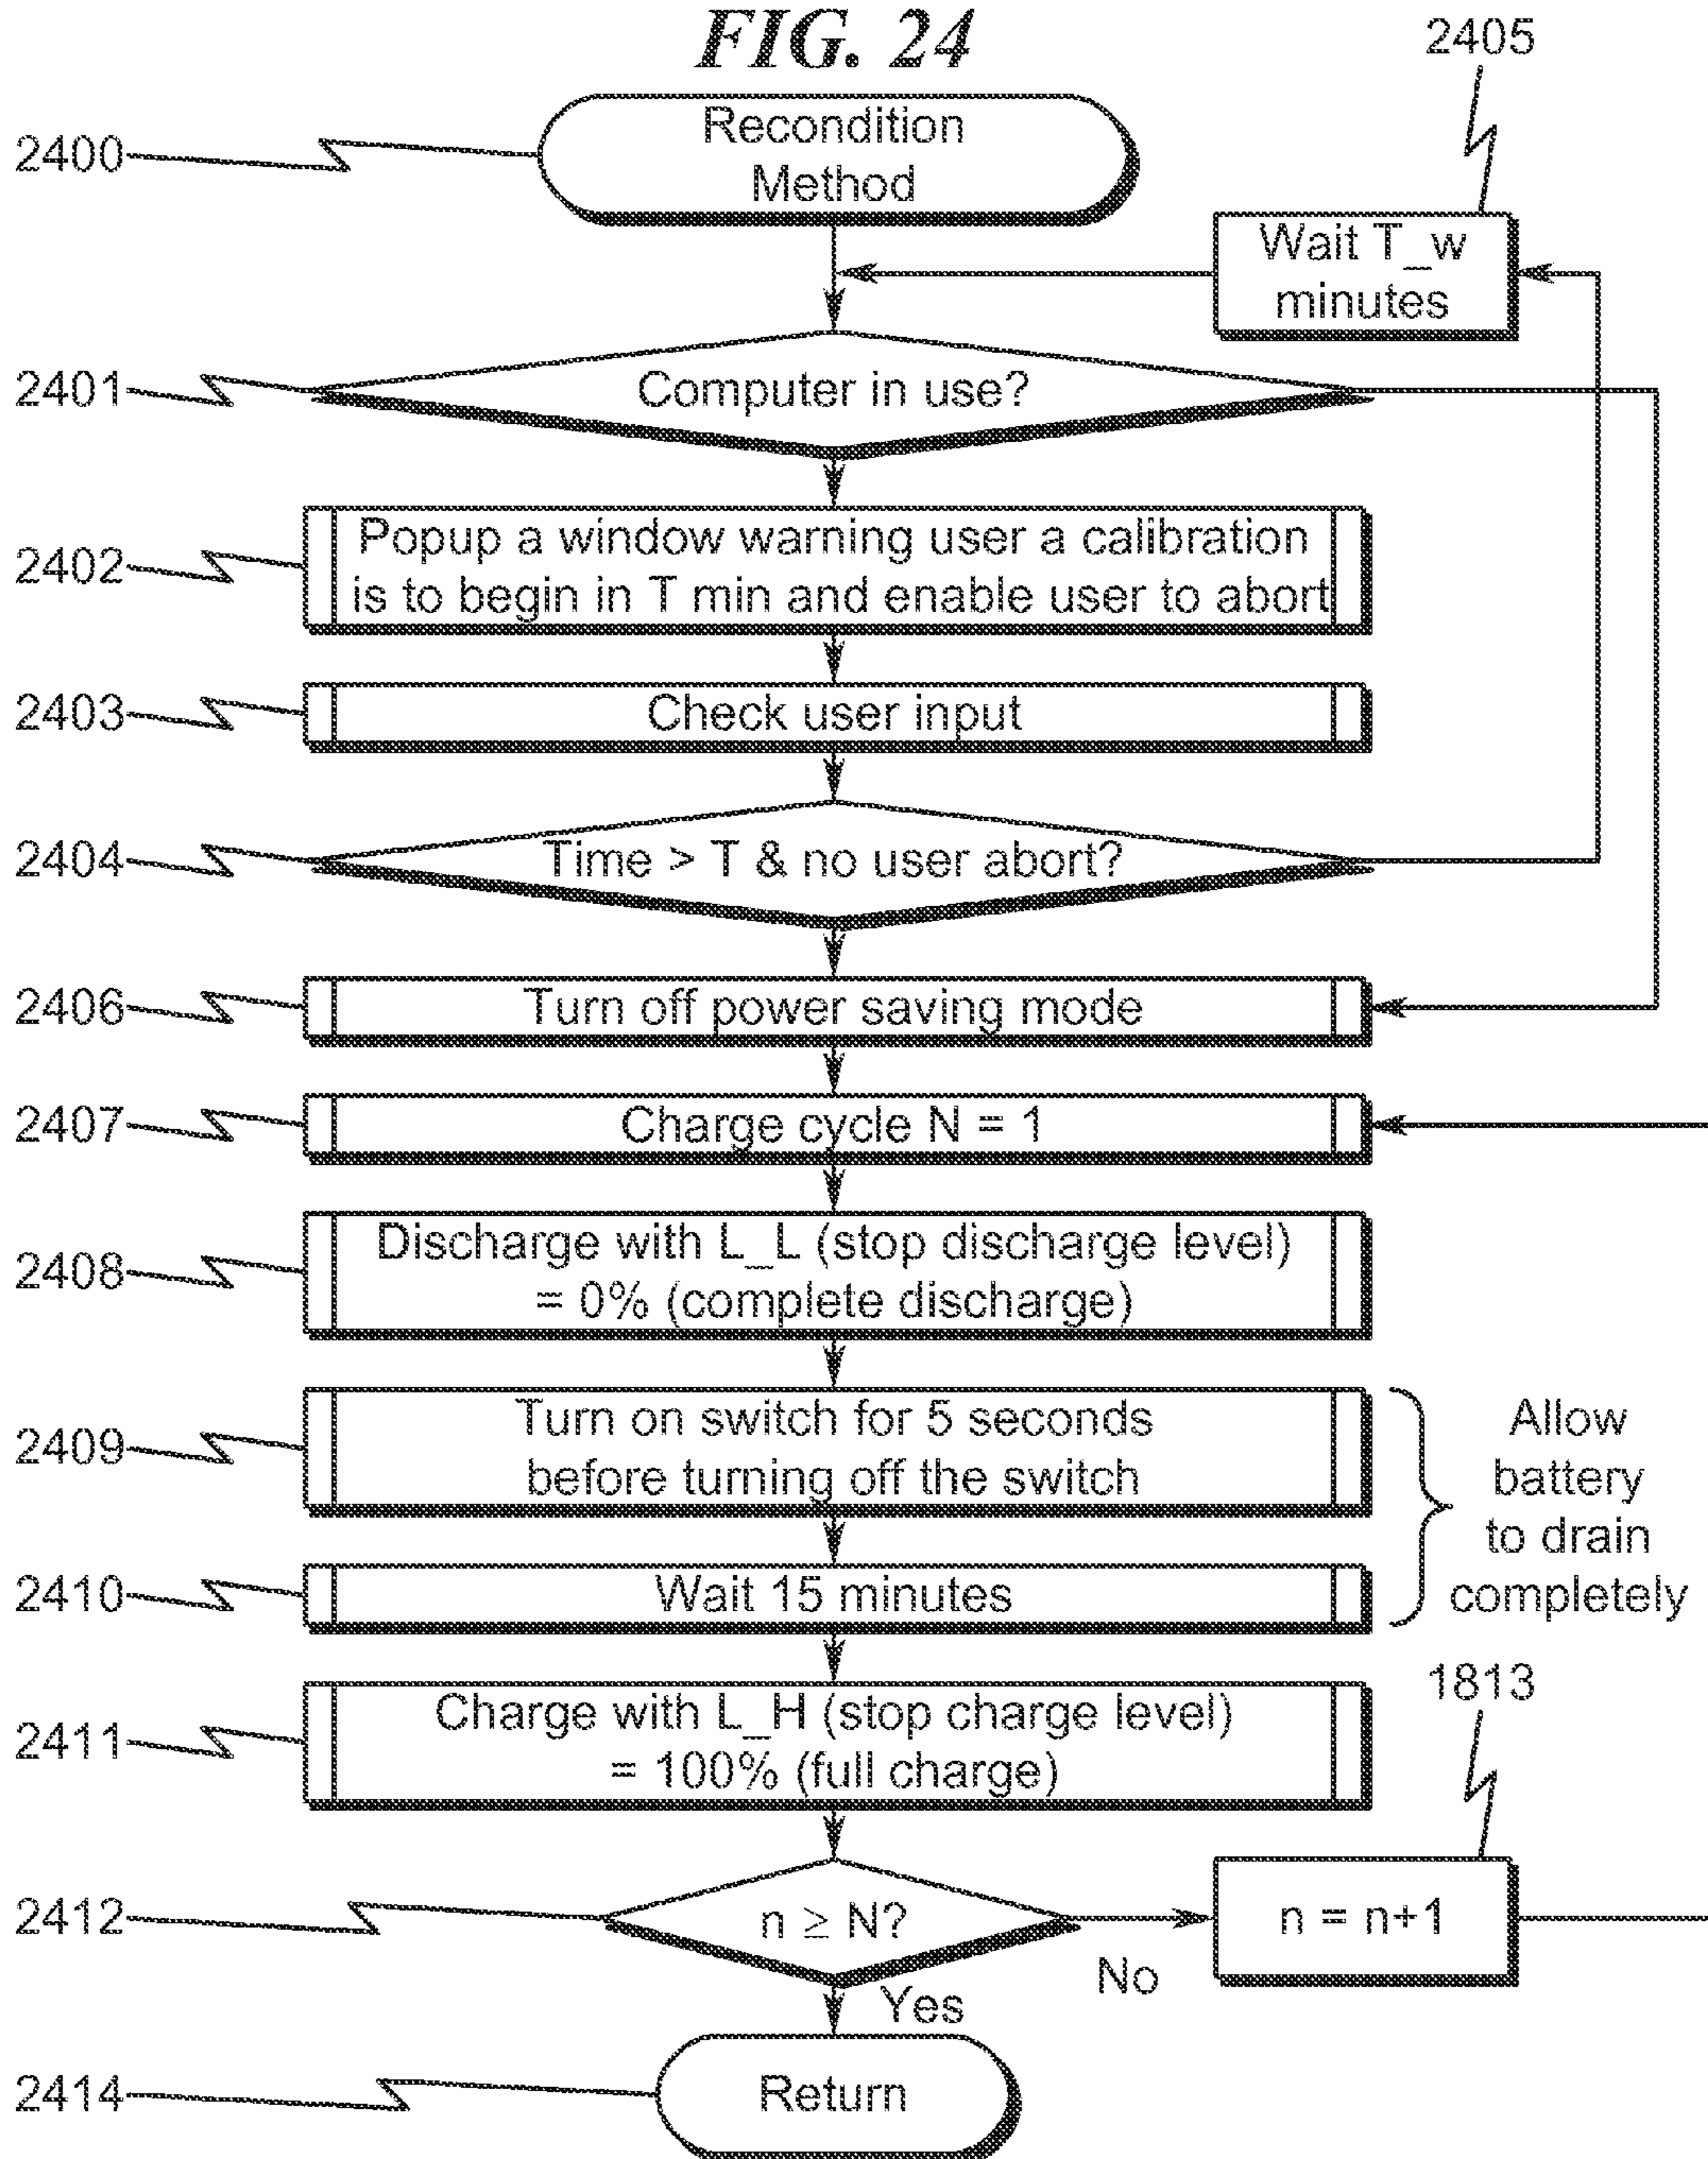 FIG. 24
2405
2400
Recondition
Method
Wait T_w
minutes
2401
Computer in use?
2402
Popup a window warning user a calibration
is to begin in T min and enable user to abort
2403
Check user input
2404
Time > T & no user abort?
2406
Turn off power saving mode
2407
Charge cycle N = 1
2408
Discharge with L_L (stop discharge level)
= 0% (complete discharge)
2409
Turn on switch for 5 seconds
before turning off the switch
Allow
battery
to drain
completely
2410
Wait 15 minutes
1813
2411
Charge with L_H (stop charge level)
= 100% (full charge)
2412
n ≥ N?
No
n = n+1
Yes
2414
Return